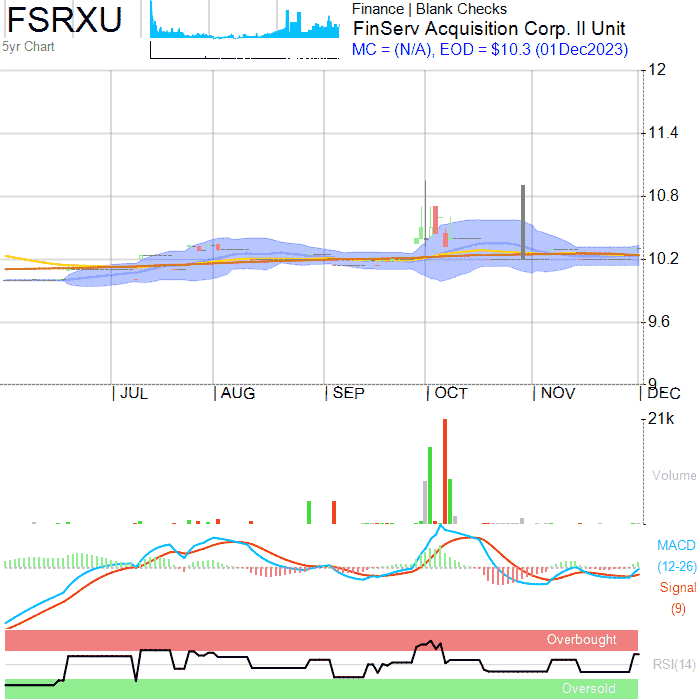 FSRXU
5yr Chart
Finance | Blank Checks
FinServ Acquisition Corp. II Unit
MC = (N/A), EOD = $10.3 (01Dec2023)
12
11.4
10.8
10.2
9.6
9
JUL AUG SEP OCT NOV DEC
21k
Volume
MACD
(12-26)
Signal
(9)
Overbought
RSI(14)
Oversold